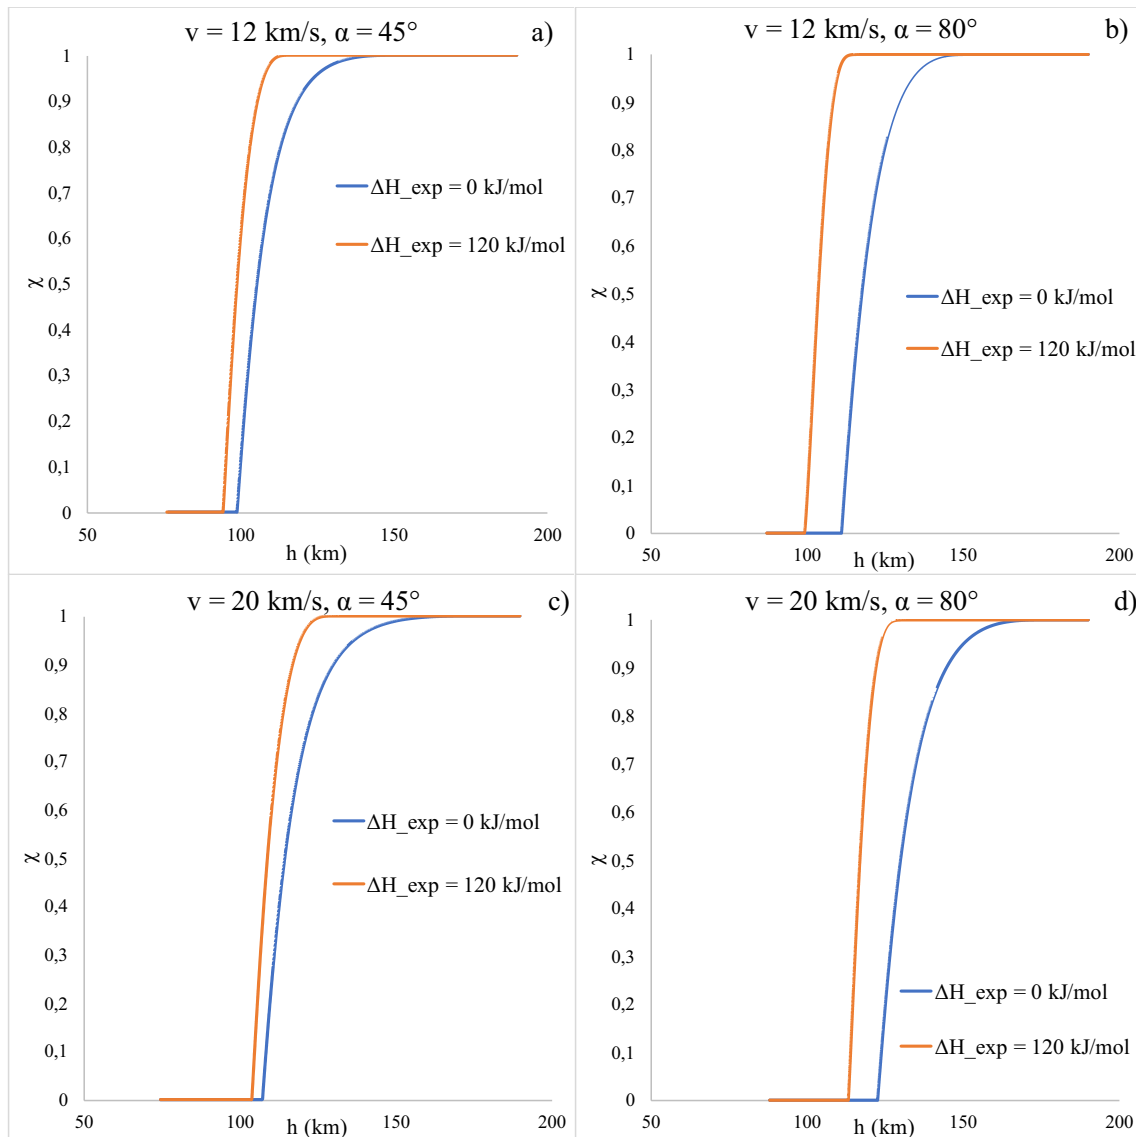 v = 12 km/s, α = 45°
a)
1
0,9
0,8
0,7
0,6
0,5
0,4
0,3
0,2
0,1
0
χ
ΔH_exp = 0 kJ/mol
ΔH_exp = 120 kJ/mol
50
100
150
200
h (km)
v = 12 km/s, α = 80°
b)
1
0,9
0,8
0,7
0,6
0,5
0,4
0,3
0,2
0,1
0
χ
ΔH_exp = 0 kJ/mol
ΔH_exp = 120 kJ/mol
50
100
150
200
h (km)
v = 20 km/s, α = 45°
c)
1
0,9
0,8
0,7
0,6
0,5
0,4
0,3
0,2
0,1
0
χ
ΔH_exp = 0 kJ/mol
ΔH_exp = 120 kJ/mol
50
100
150
200
h (km)
v = 20 km/s, α = 80°
d)
1
0,9
0,8
0,7
0,6
0,5
0,4
0,3
0,2
0,1
0
χ
ΔH_exp = 0 kJ/mol
ΔH_exp = 120 kJ/mol
50
100
150
200
h (km)